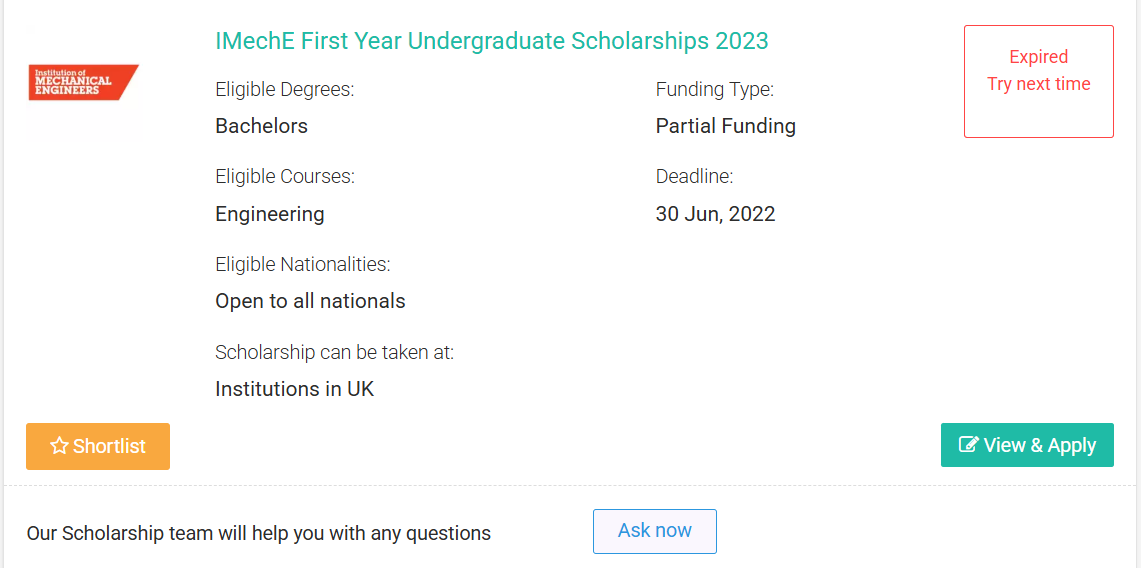 IMechE First Year Undergraduate Scholarships 2023
Expired
Try next time
Institution of
MECHANICAL
ENGINEERS
Eligible Degrees:
Bachelors
Funding Type:
Partial Funding
Eligible Courses:
Engineering
Deadline:
30 Jun, 2022
Eligible Nationalities:
Open to all nationals
Scholarship can be taken at:
Institutions in UK
Shortlist
View & Apply
Our Scholarship team will help you with any questions
Ask now